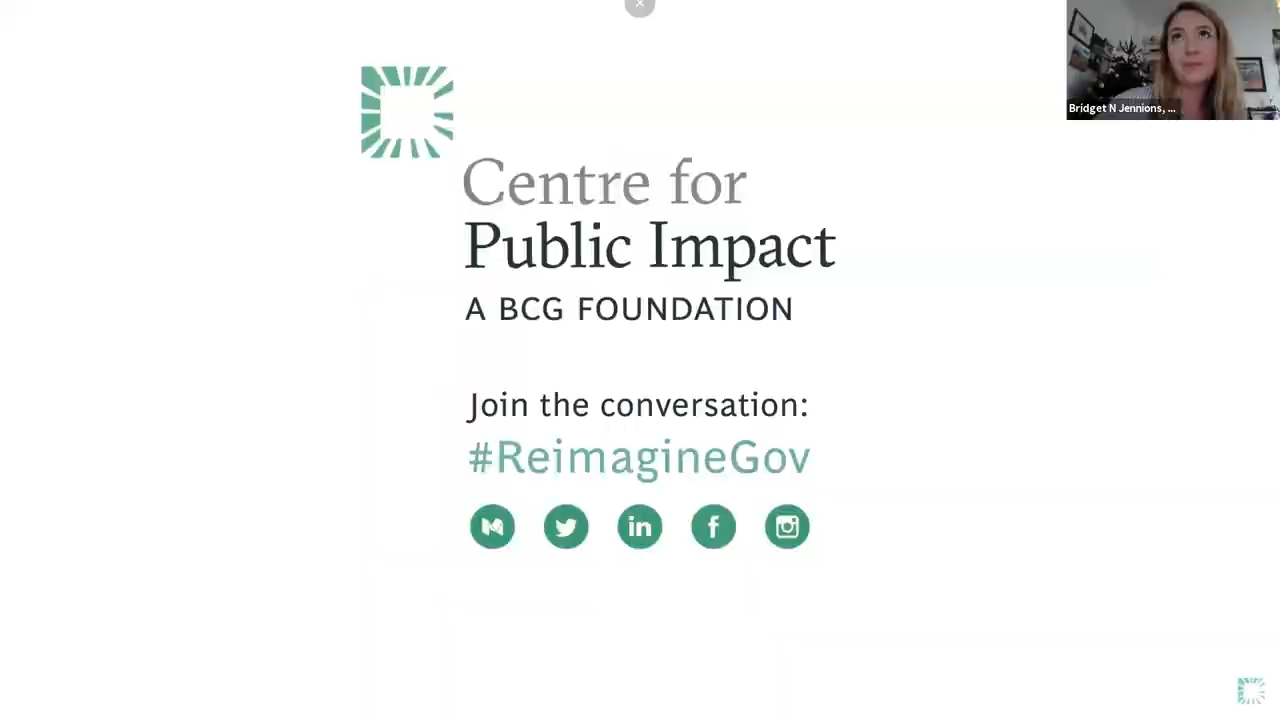 Bridget N Jennions, ...
Centre for
Public Impact
A BCG FOUNDATION
Join the conversation:
#ReimagineGov